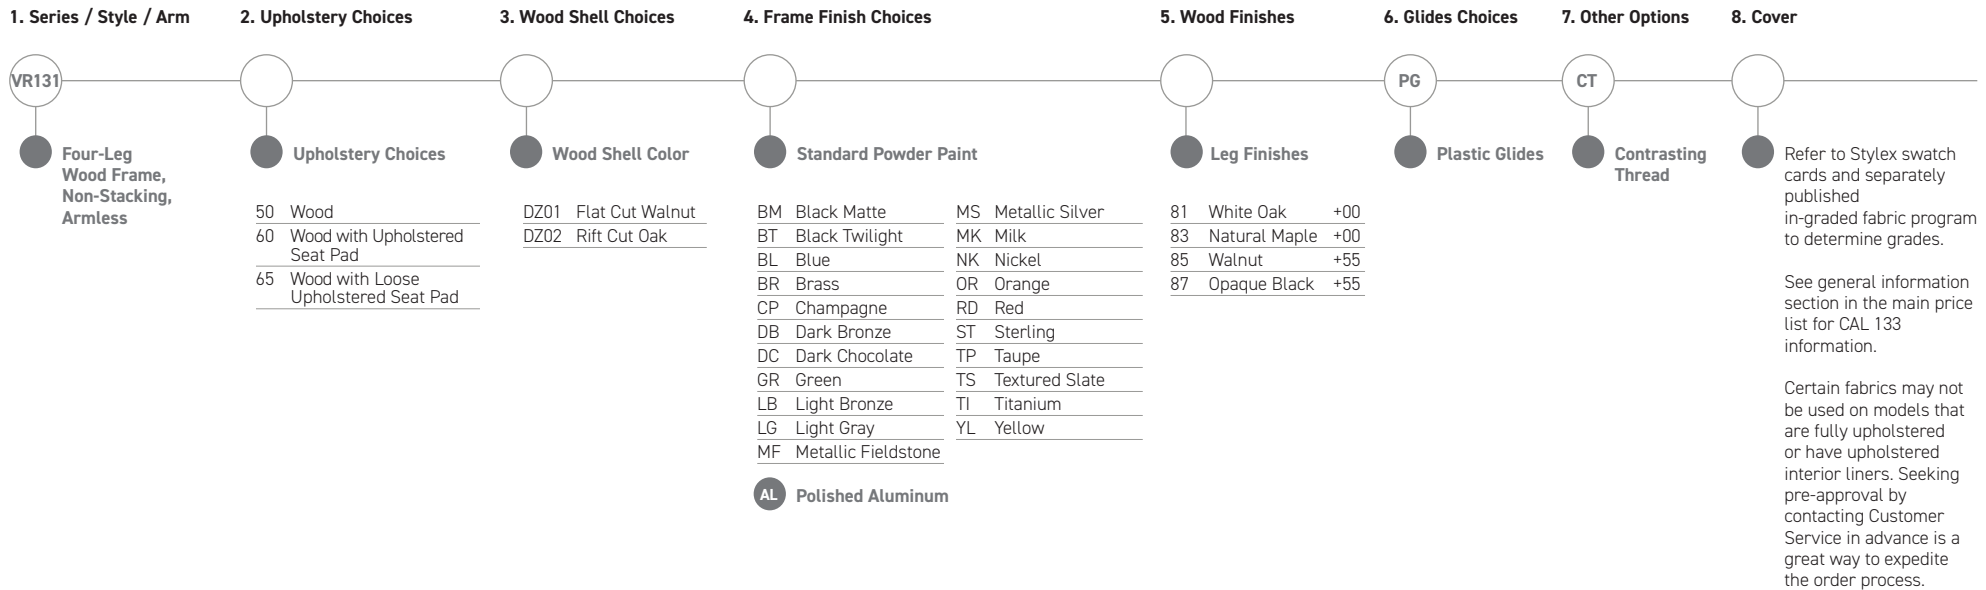 1. Series / Style / Arm
2. Upholstery Choices
3. Wood Shell Choices
4. Frame Finish Choices
5. Wood Finishes
6. Glides Choices
7. Other Options
8. Cover
VR131
PG
CT
Four-Leg
Wood Frame,
Non-Stacking,
Armless
Upholstery Choices
50 Wood
60 Wood with Upholstered
Seat Pad
65 Wood with Loose
Upholstered Seat Pad
Wood Shell Color
DZ01 Flat Cut Walnut
DZ02 Rift Cut Oak
Standard Powder Paint
BM Black Matte
BT Black Twilight
BL Blue
BR Brass
CP Champagne
DB Dark Bronze
DC Dark Chocolate
GR Green
LB Light Bronze
LG Light Gray
MF Metallic Fieldstone
MS Metallic Silver
MK Milk
NK Nickel
OR Orange
RD Red
ST Sterling
TP Taupe
TS Textured Slate
TI Titanium
YL Yellow
AL Polished Aluminum
Leg Finishes
81 White Oak +00
83 Natural Maple +00
85 Walnut +55
87 Opaque Black +55
Plastic Glides
Contrasting
Thread
Refer to Stylex swatch
cards and separately
published
in-graded fabric program
to determine grades.
See general information
section in the main price
list for CAL 133
information.
Certain fabrics may not
be used on models that
are fully upholstered
or have upholstered
interior liners. Seeking
pre-approval by
contacting Customer
Service in advance is a
great way to expedite
the order process.